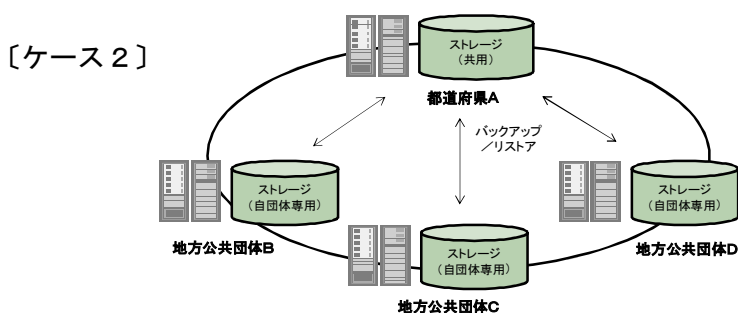 〔ケース２〕
ストレージ
（共用）
都道府県A
バックアップ
／リストア
ストレージ
（自団体専用）
地方公共団体B
ストレージ
（自団体専用）
地方公共団体C
ストレージ
（自団体専用）
地方公共団体D